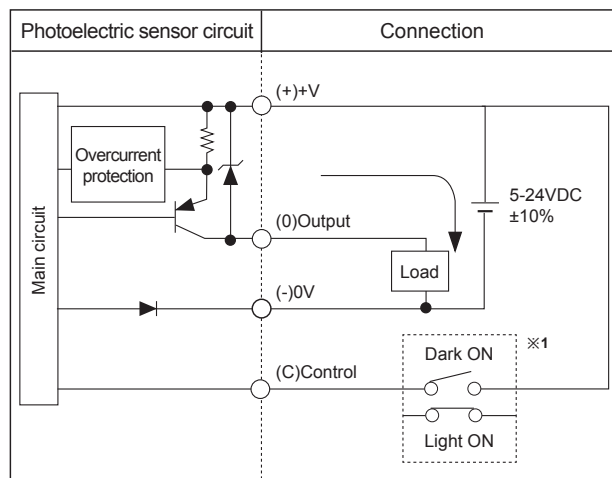 Photoelectric sensor circuit
Connection
(+)+V
Overcurrent
protection
Main circuit
5-24VDC
±10%
(0)Output
Load
(-)0V
※1
Dark ON
(C)Control
Light ON